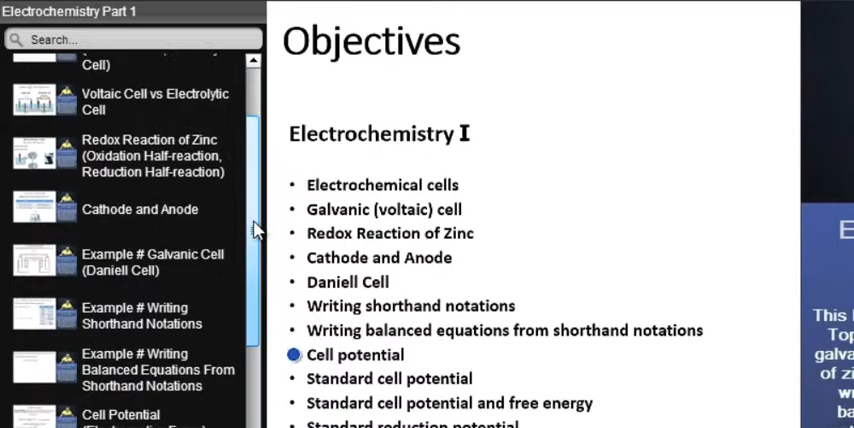 Electrochemistry Part 1
Search...
Cell)
Voltaic Cell vs Electrolytic
Cell
Redox Reaction of Zinc
(Oxidation Half-reaction,
Reduction Half-reaction)
Cathode and Anode
Example # Galvanic Cell
(Daniell Cell)
Example # Writing
Shorthand Notations
Example # Writing
Balanced Equations From
Shorthand Notations
Cell Potential
Objectives
Electrochemistry I
• Electrochemical cells
• Galvanic (voltaic) cell
• Redox Reaction of Zinc
• Cathode and Anode
• Daniell Cell
• Writing shorthand notations
• Writing balanced equations from shorthand notations
Cell potential
• Standard cell potential
• Standard cell potential and free energy
• Standard reduction potential
E
This
Top
galva
of zi
w
ba